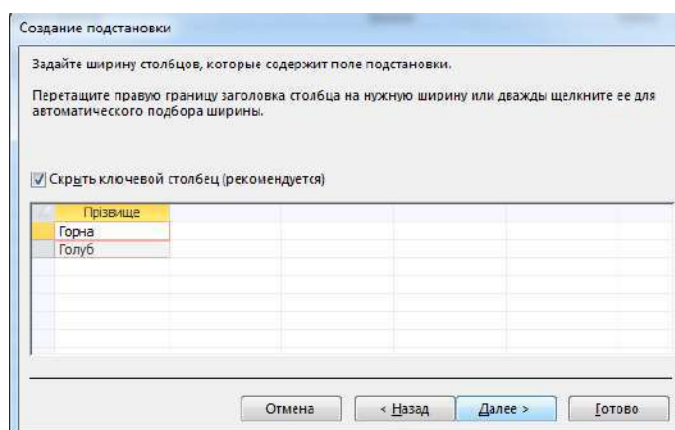 Создание подстановки
Задайте ширину столбцов, которые содержит поле подстановки.
Перетащите правую границу заголовка столбца на нужную ширину или дважды щелкните ее для
автоматического подбора ширины.
Скрыть ключевой столбец (рекомендуется)
Прізвище
Горна
Голуб
Отмена
< Назад
Далее >
Готово